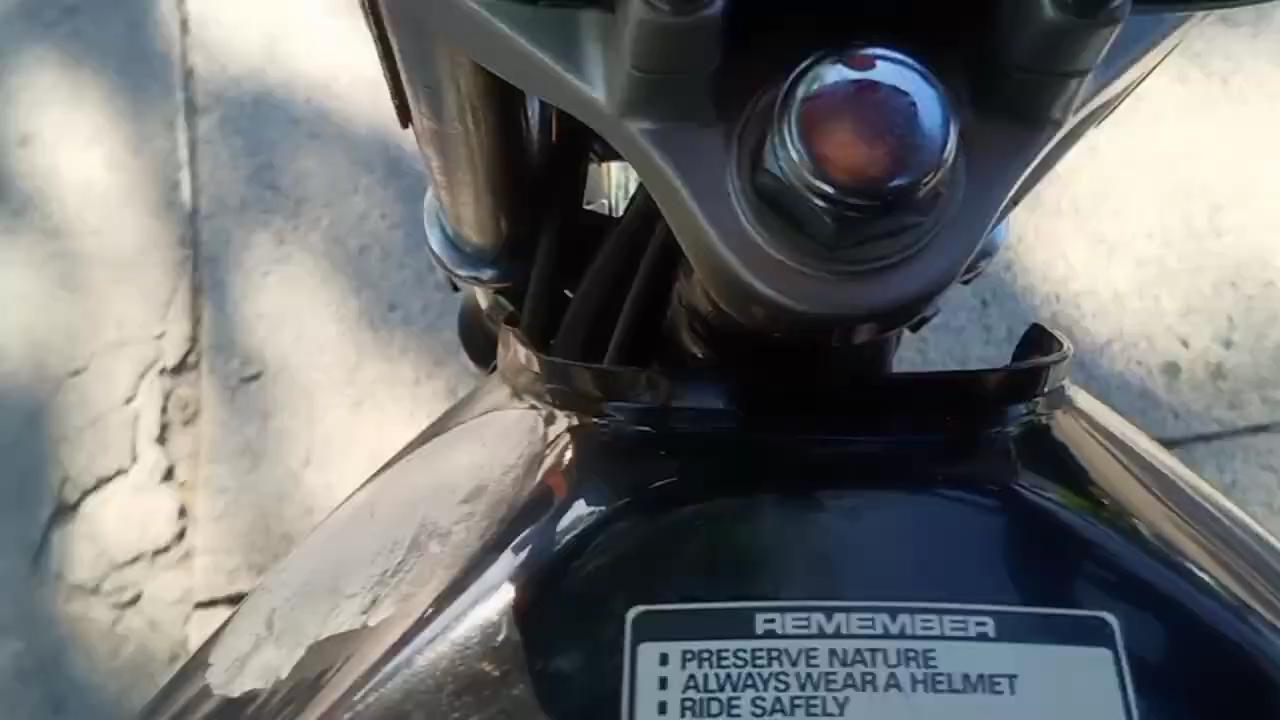 REMEMBER
PRESERVE NATURE
ALWAYS WEAR A HELMET
RIDE SAFELY